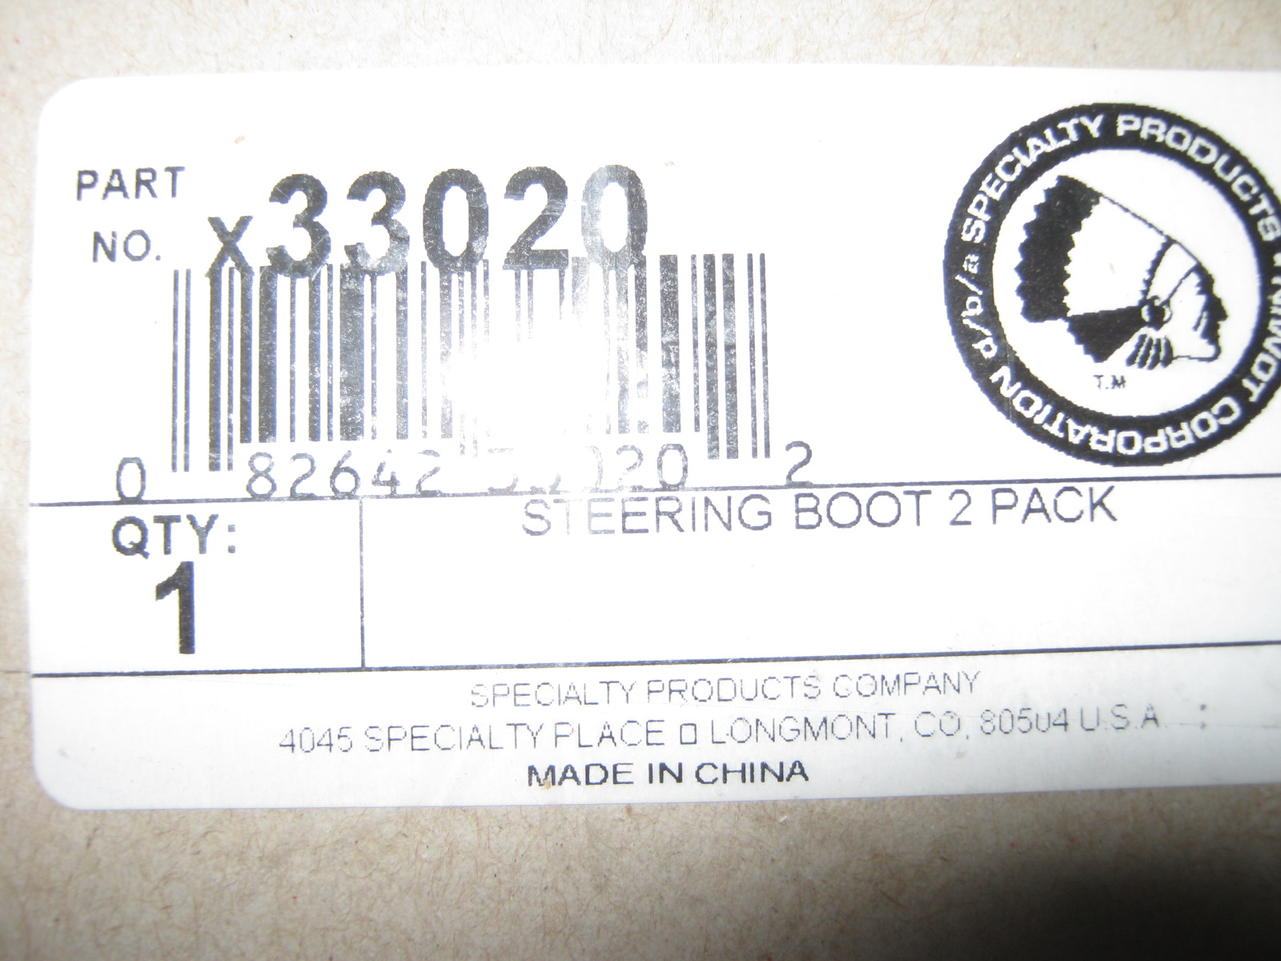 PART
NO. X33020
0 82642 33020 2
SPECIALTY PRODUCTS
CORPORATION d/b/a
T.M
QTY:
1
STEERING BOOT 2 PACK
SPECIALTY PRODUCTS COMPANY
4045 SPECIALTY PLACE □ LONGMONT, CO, 80504 U.S.A
MADE IN CHINA